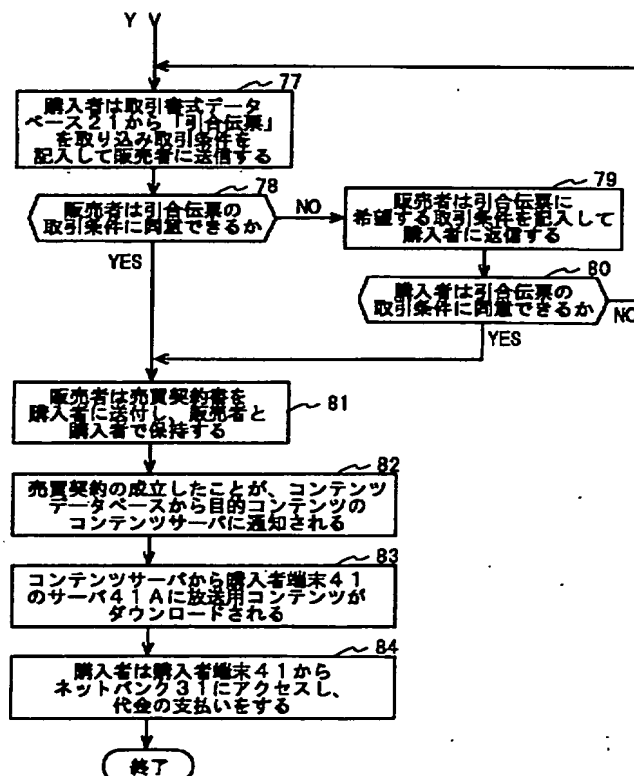 Y V
77
購入者は取引書式データ
ベース21から「引合伝票」
を取り込み取引条件を
記入して販売者に送信する
78
販売者は引合伝票の
取引条件に同意できるか
NO
YES
79
販売者は引合伝票に
希望する取引条件を記入して
購入者に返信する
80
購入者は引合伝票の
取引条件に同意できるか
NO
YES
81
販売者は売買契約書を
購入者に送付し、販売者と
購入者で保持する
82
売買契約の成立したことが、コンテンツ
データベースから目的コンテンツの
コンテンツサーバに通知される
83
コンテンツサーバから購入者端末41
のサーバ41Aに放送用コンテンツが
ダウンロードされる
84
購入者は購入者端末41から
ネットバンク31にアクセスし、
代金の支払いをする
終了